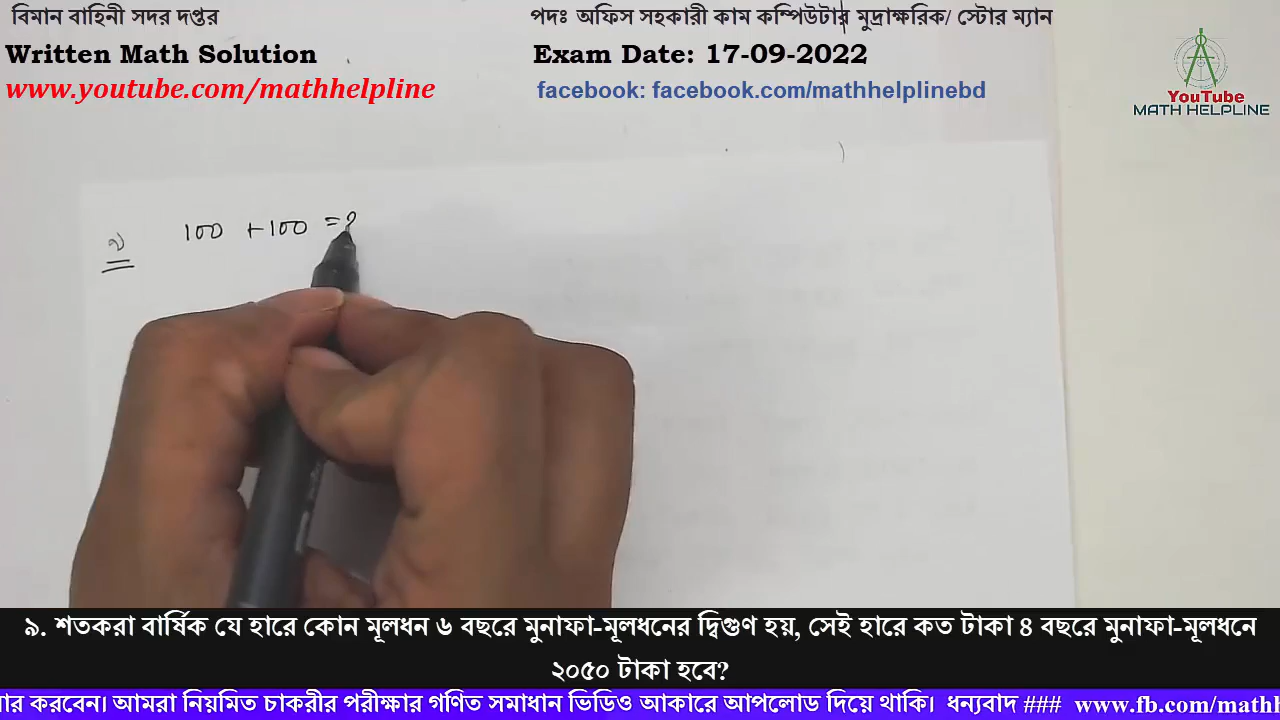 বিমান বাহিনী সদর দপ্তর
পদঃ অফিস সহকারী কাম কম্পিউটার মুদ্রাক্ষরিক/ স্টোর ম্যান
Written Math Solution
Exam Date: 17-09-2022
www.youtube.com/mathhelpline
facebook: facebook.com/mathhelplinebd
YouTube
MATH HELPLINE
৯ 100 +100 =2
৯. শতকরা বার্ষিক যে হারে কোন মূলধন ৬ বছরে মুনাফা-মূলধনের দ্বিগুণ হয়, সেই হারে কত টাকা 4 বছরে মুনাফা-মূলধনে
২০৫০ টাকা হবে?
করবেন। আমরা নিয়মিত চাকরীর পরীক্ষার গণিত সমাধান ভিডিও আকারে আপলোড দিয়ে থাকি। ধন্যবাদ ### www.fb.com/math